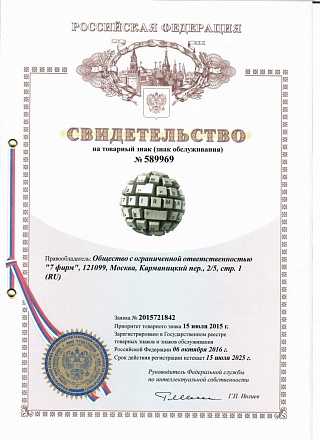 РОССИЙСКАЯ ФЕДЕРАЦИЯ
СВИДЕТЕЛЬСТВО
на товарный знак (знак обслуживания)
№ 589969
Правообладатель: Общество с ограниченной ответственностью
"7 фирм", 121099, Москва, Карманицкий пер., 2/5, стр. 1
(RU)
Заявка № 2015721842
Приоритет товарного знака 15 июля 2015 г.
Зарегистрировано в Государственном реестре
товарных знаков и знаков обслуживания
Российской Федерации 06 октября 2016 г.
Срок действия регистрации истекает 15 июля 2025 г.
Руководитель Федеральной службы
по интеллектуальной собственности
Г.П. Ивлиев